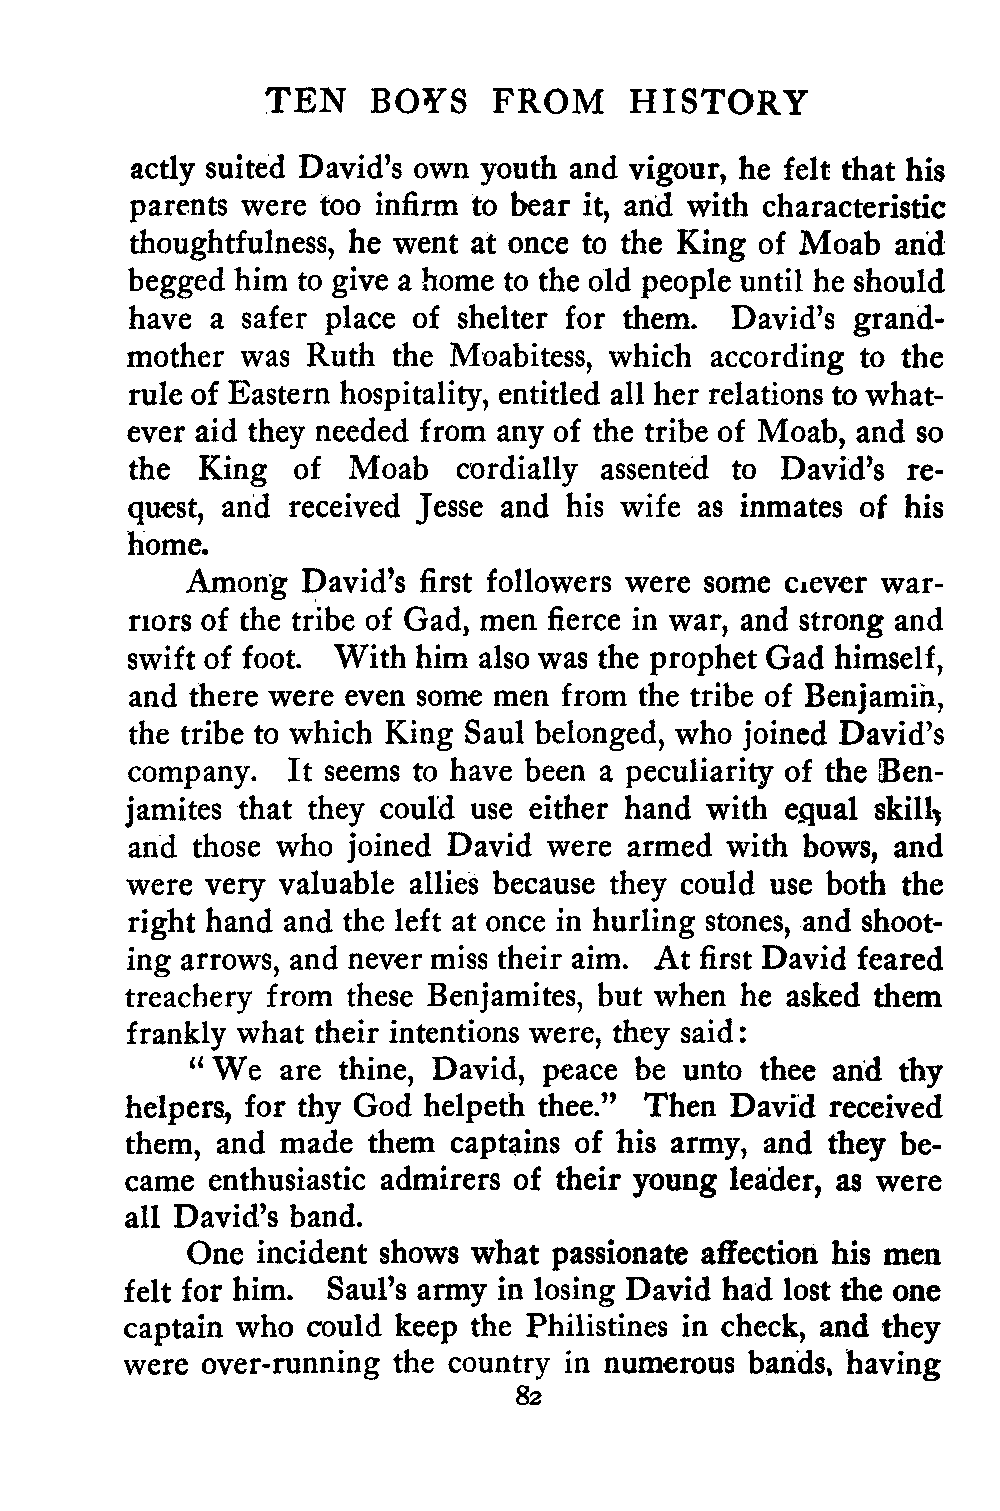 TEN BOYS FROM HISTORY
actly suited David's own youth and vigour, he felt that his
parents were too infirm to bear it, and with characteristic
thoughtfulness, he went at once to the King of Moab and
begged him to give a home to the old people until he should
have a safer place of shelter for them. David's grand-
mother was Ruth the Moabitess, which according to the
rule of Eastern hospitality, entitled all her relations to what-
ever aid they needed from any of the tribe of Moab, and so
the King of Moab cordially assented to David's re-
quest, and received Jesse and his wife as inmates of his
home.
Among David's first followers were some clever war-
riors of the tribe of Gad, men fierce in war, and strong and
swift of foot. With him also was the prophet Gad himself,
and there were even some men from the tribe of Benjamin,
the tribe to which King Saul belonged, who joined David's
company. It seems to have been a peculiarity of the Ben-
jamites that they could use either hand with equal skill,
and those who joined David were armed with bows, and
were very valuable allies because they could use both the
right hand and the left at once in hurling stones, and shoot-
ing arrows, and never miss their aim. At first David feared
treachery from these Benjamites, but when he asked them
frankly what their intentions were, they said:
"We are thine, David, peace be unto thee and thy
helpers, for thy God helpeth thee." Then David received
them, and made them captains of his army, and they be-
came enthusiastic admirers of their young leader, as were
all David's band.
One incident shows what passionate affection his men
felt for him. Saul's army in losing David had lost the one
captain who could keep the Philistines in check, and they
were over-running the country in numerous bands, having
82